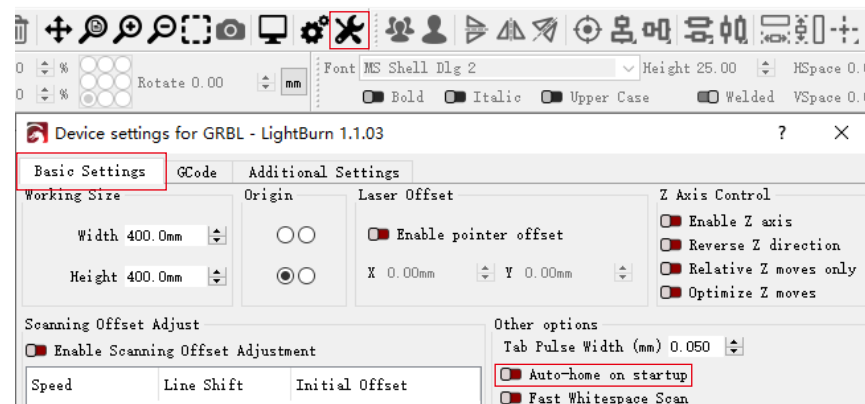 0 % Rotate 0.00 mm Font MS Shell Dlg 2 Height 25.00 HSpace 0.0
0 % Bold Italic Upper Case Welded VSpace 0.0
Device settings for GRBL - LightBurn 1.1.03 ? X
Basic Settings GCode Additional Settings
Working Size Origin Laser Offset Z Axis Control
Enable Z axis
Width 400.0mm Enable pointer offset
Reverse Z direction
Height 400.0mm X 0.00mm Y 0.00mm Relative Z moves only
Optimize Z moves
Scanning Offset Adjust Other options
Enable Scanning Offset Adjustment Tab Pulse Width (mm) 0.050
Speed Line Shift Initial Offset Auto-home on startup
Fast Whitespace Scan